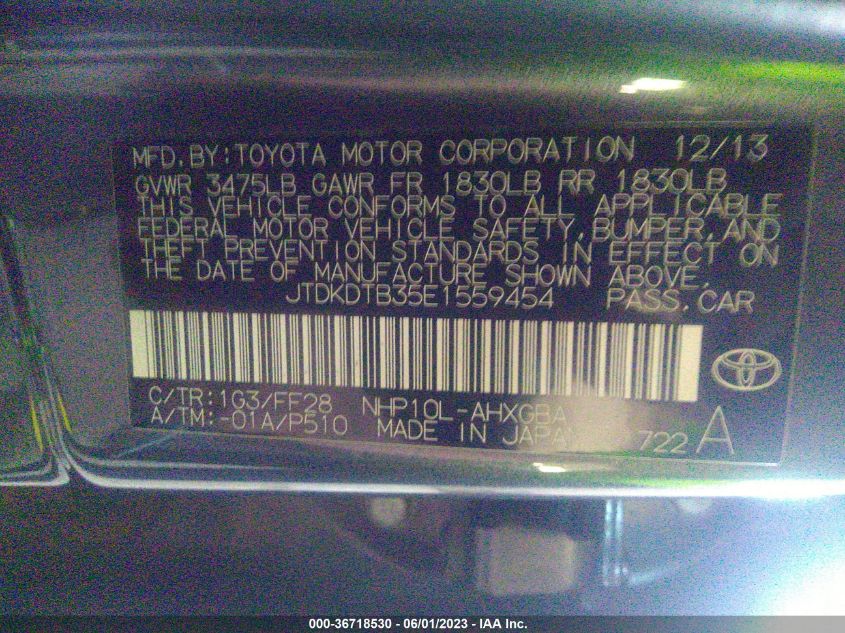 MFD. BY: TOYOTA MOTOR CORPORATION 12/13
GVWR 3475LB GAWR FR 1830LB RR 1830LB
THIS VEHICLE CONFORMS TO ALL APPLICABLE
FEDERAL MOTOR VEHICLE SAFETY, BUMPER, AND
THEFT PREVENTION STANDARDS IN EFFECT ON
THE DATE OF MANUFACTURE SHOWN ABOVE.
JTDKDTB35E1559454 PASS. CAR
C/TR: 1G3/FF28 NHP10L-AHXGBA
A/TM: -01A/P510 MADE IN JAPAN 722 A
000-36718530 - 06/01/2023 - IAA Inc.